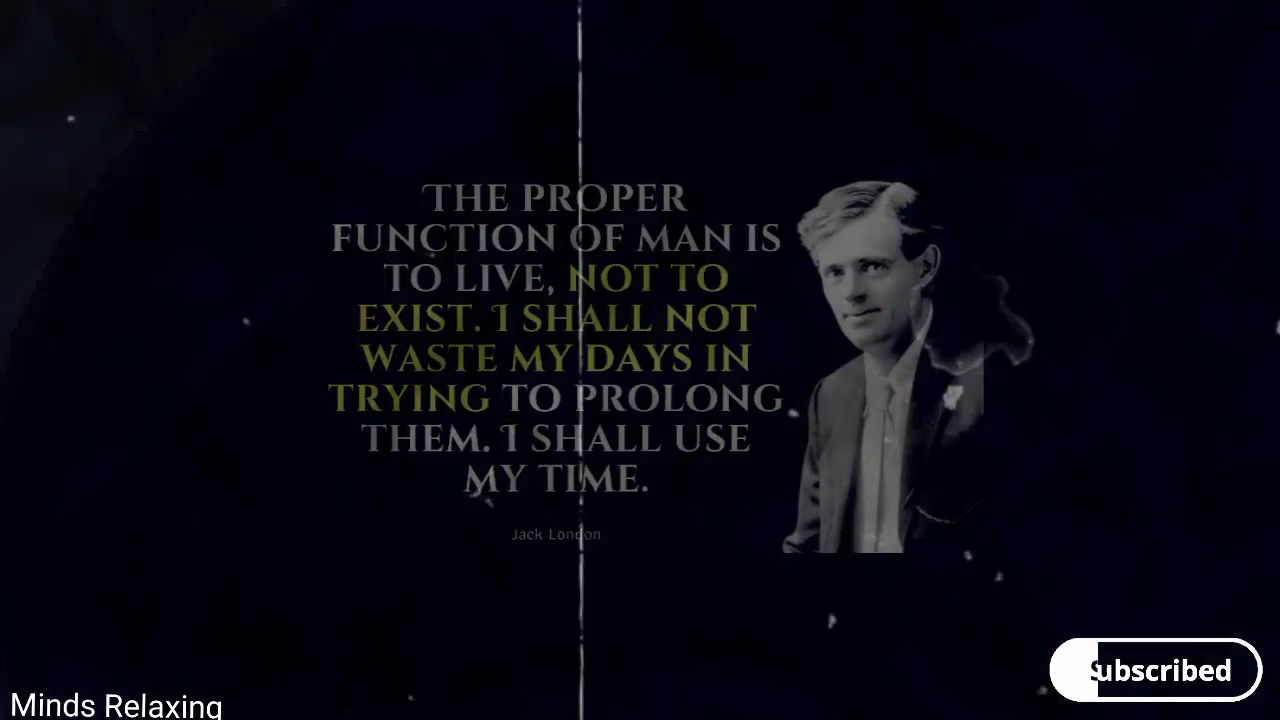 THE PROPER
FUNCTION OF MAN IS
TO LIVE, NOT TO
EXIST. I SHALL NOT
WASTE MY DAYS IN
TRYING TO PROLONG
THEM. I SHALL USE
MY TIME.
Jack London
Subscribed
Minds Relaxing